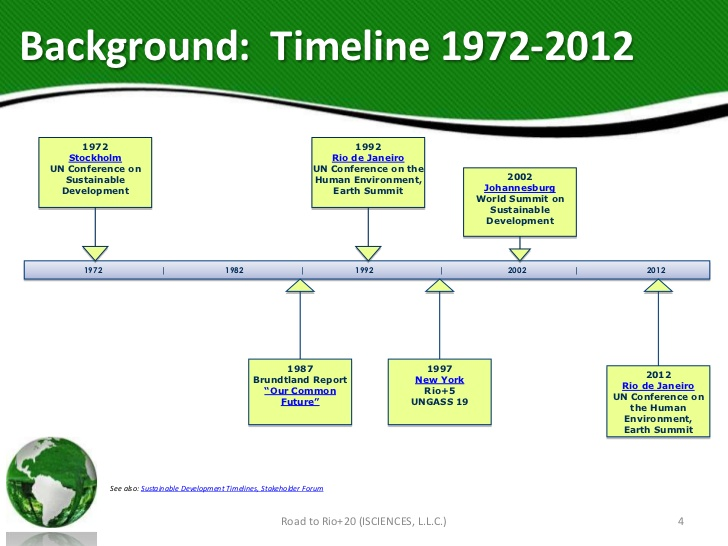 Background:  Timeline 1972-2012
1972
Stockholm
UN Conference on
Sustainable
Development
1992
Rio de Janeiro
UN Conference on the
Human Environment,
Earth Summit
2002
Johannesburg
World Summit on
Sustainable
Development
1972 | 1982 | 1992 | 2002 | 2012
1987
Brundtland Report
“Our Common
Future”
1997
New York
Rio+5
UNGASS 19
2012
Rio de Janeiro
UN Conference on
the Human
Environment,
Earth Summit
See also: Sustainable Development Timelines, Stakeholder Forum
Road to Rio+20 (ISCIENCES, L.L.C.)
4